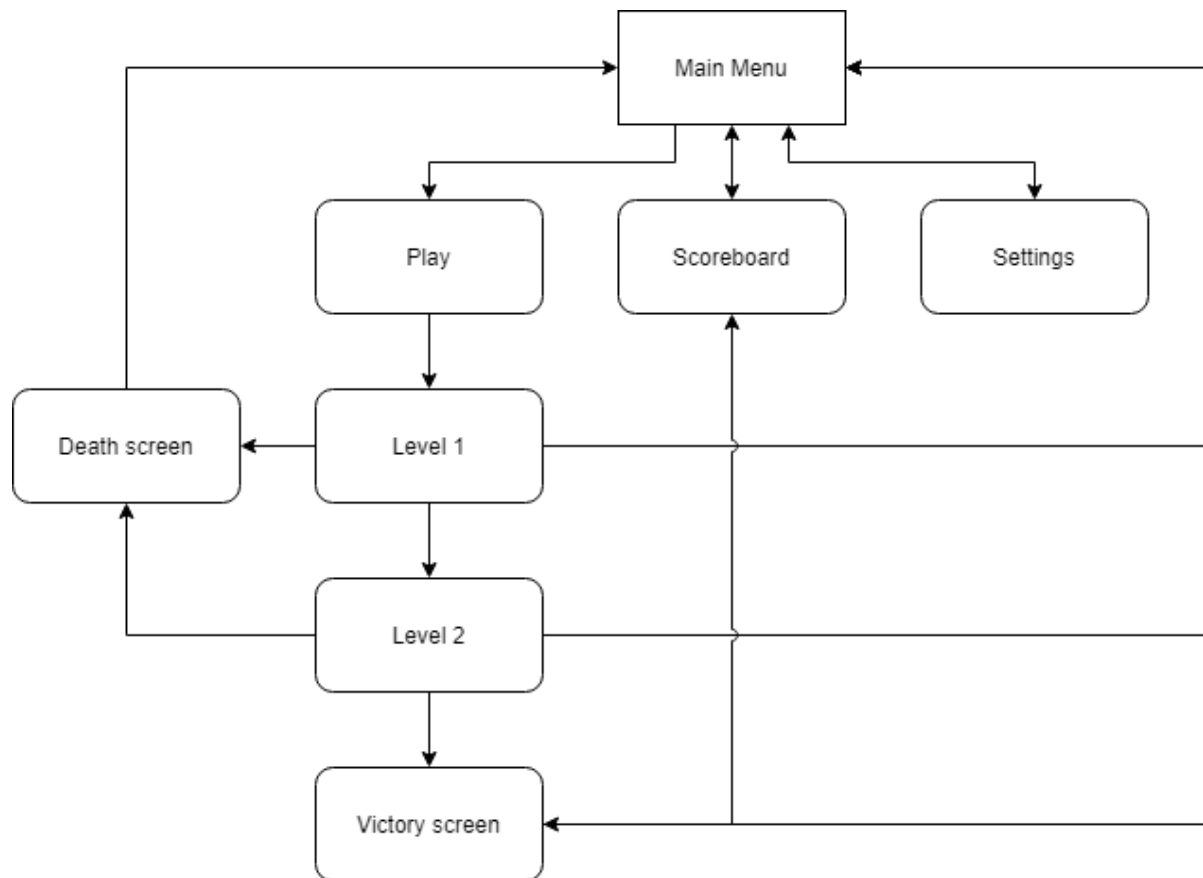 Main Menu
Play
Scoreboard
Settings
Death screen
Level 1
Level 2
Victory screen